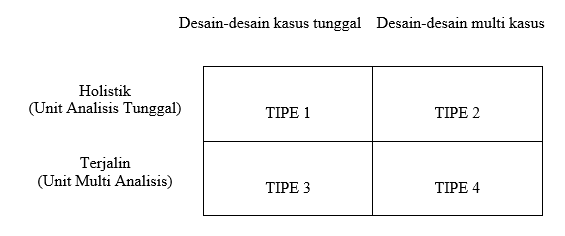 Desain-desain kasus tunggal Desain-desain multi kasus
Holistik
(Unit Analisis Tunggal)
TIPE 1 TIPE 2
Terjalin
(Unit Multi Analisis)
TIPE 3 TIPE 4